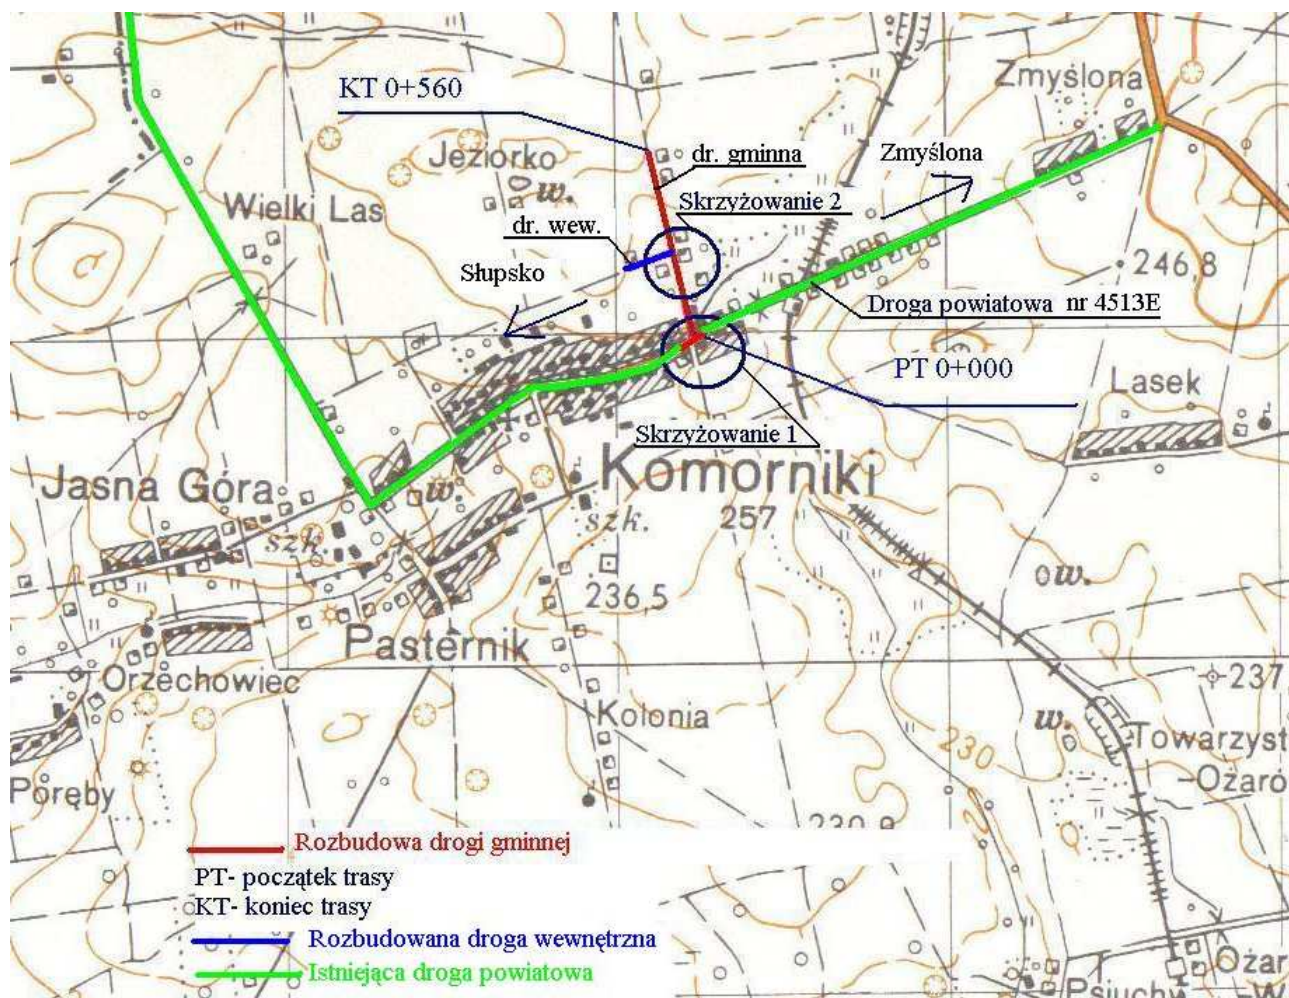 KT 0+560
Zmyślona
Jeziorko
w.
dr. gminna
Zmyślona
Wielki Las
Skrzyżowanie 2
dr. wew.
Słupsko
246,8
Droga powiatowa nr 4513E
PT 0+000
Lasek
Skrzyżowanie 1
Komorniki
Jasna Góra
w.
szk.
szk.
257
236,5
w.
Pasternik
Orzechowiec
237
Kolonia
w.
230
Towarzyst
-Ożaro
Poręby
230,9
Rozbudowa drogi gminnej
PT- początek trasy
KT- koniec trasy
Rozbudowana droga wewnętrzna
Istniejąca droga powiatowa
Ożar
-W
Psiuchy